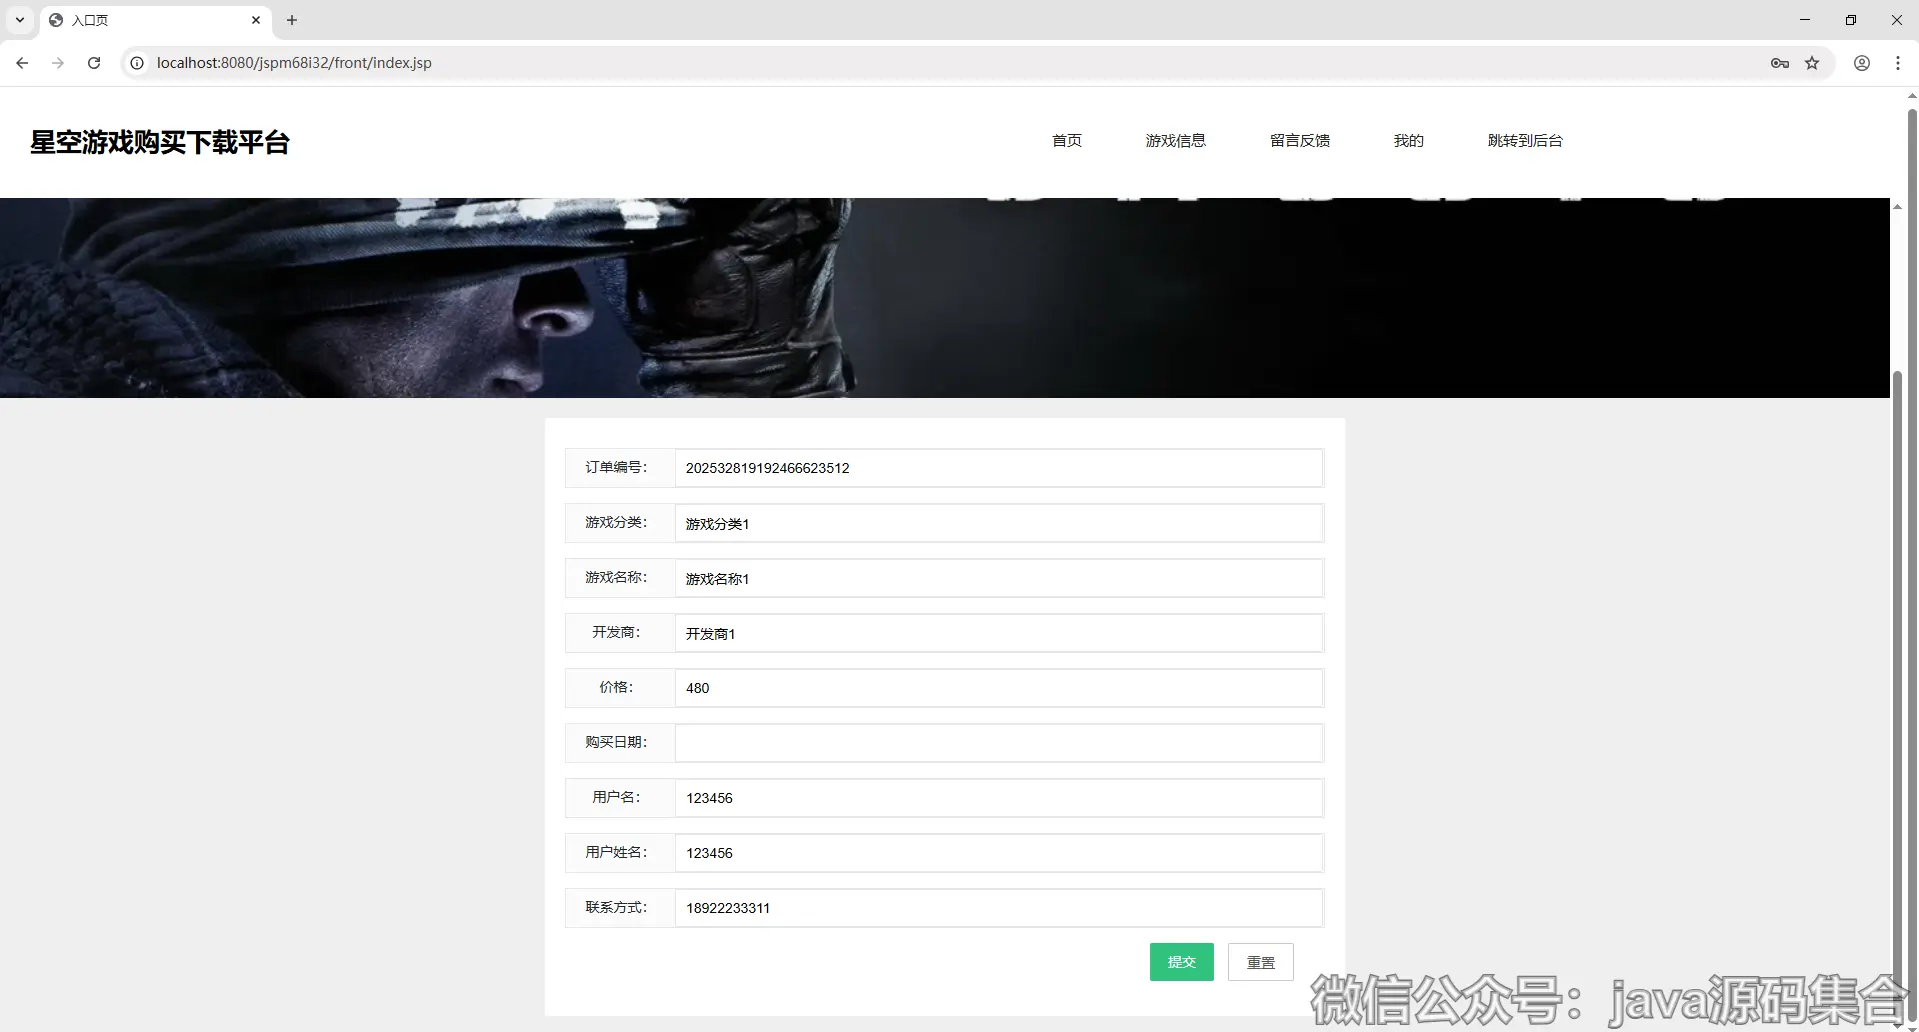 入口页
localhost:8080/jspm68i32/front/index.jsp
星空游戏购买下载平台
首页
游戏信息
留言反馈
我的
跳转到后台
订单编号： 202532819192466623512
游戏分类： 游戏分类1
游戏名称： 游戏名称1
开发商： 开发商1
价格： 480
购买日期：
用户名： 123456
用户姓名： 123456
联系方式： 18922233311
提交
重置
微信公众号：java源码集合